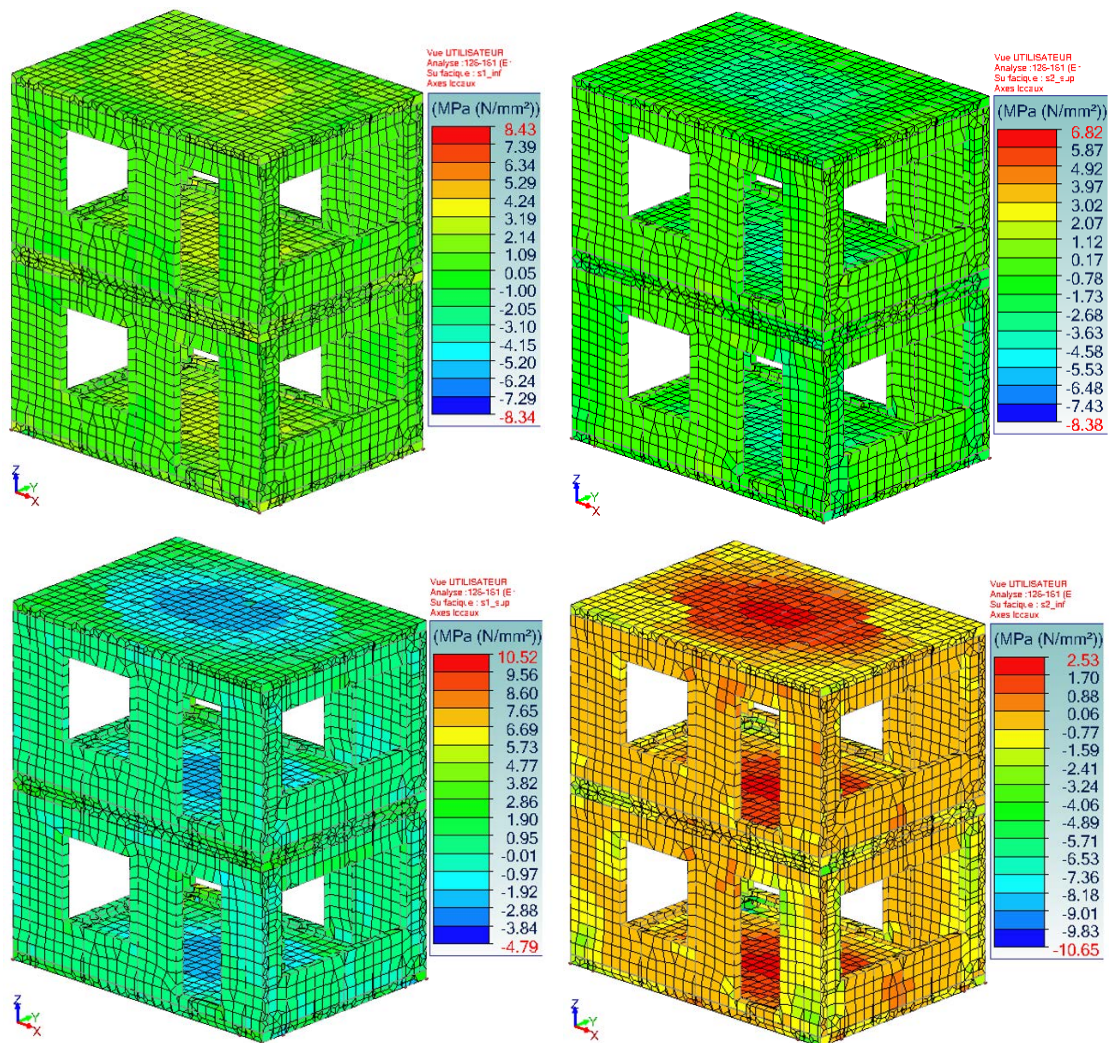 Vue UTILISATEUR
Analyse :126-161 (E-
Su facique : s1_inf
Axes locaux
(MPa (N/mm²))
8.43
7.39
6.34
5.29
4.24
3.19
2.14
1.09
0.05
-1.00
-2.05
-3.10
-4.15
-5.20
-6.24
-7.29
-8.34
Z
Y
X
Vue UTILISATEUR
Analyse :126-161 (E-
Su facique : s2_sup
Axes locaux
(MPa (N/mm²))
6.82
5.87
4.92
3.97
3.02
2.07
1.12
0.17
-0.78
-1.73
-2.68
-3.63
-4.58
-5.53
-6.48
-7.43
-8.38
Z
Y
X
Vue UTILISATEUR
Analyse :126-161 (E-
Su facique : s1_sup
Axes locaux
(MPa (N/mm²))
10.52
9.56
8.60
7.65
6.69
5.73
4.77
3.82
2.86
1.90
0.95
-0.01
-0.97
-1.92
-2.88
-3.84
-4.79
Z
Y
X
Vue UTILISATEUR
Analyse :126-161 (E
Su facique : s2_inf
Axes locaux
(MPa (N/mm²))
2.53
1.70
0.88
0.06
-0.77
-1.59
-2.41
-3.24
-4.06
-4.89
-5.71
-6.53
-7.36
-8.18
-9.01
-9.83
-10.65
Z
Y
X